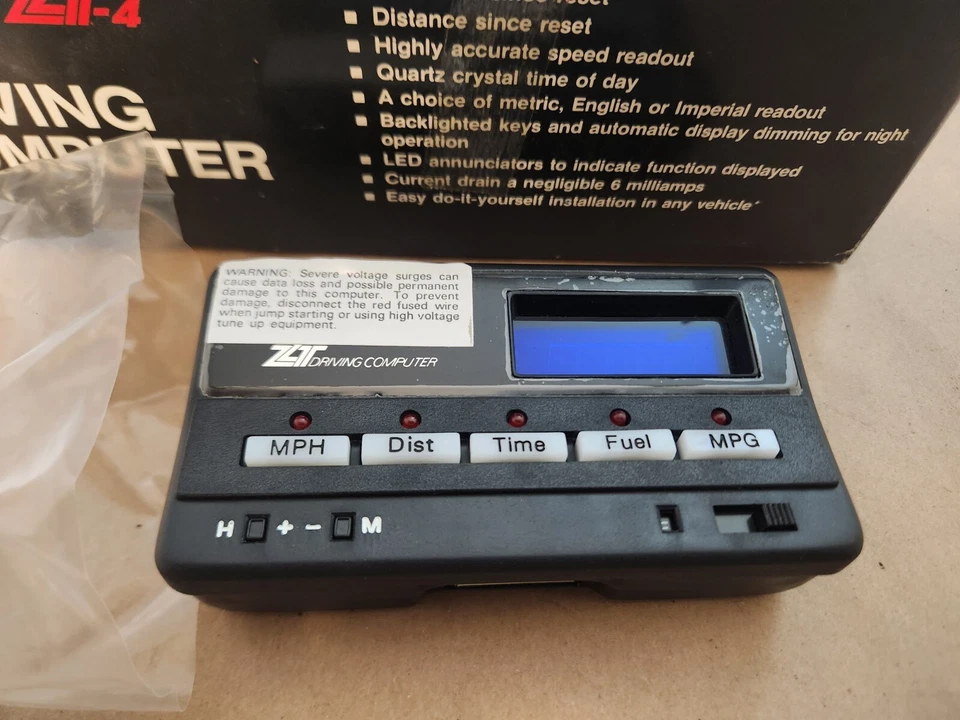 -4
since reset
Distance since reset
Highly accurate speed readout
Quartz crystal time of day
A choice of metric, English or Imperial readout
Backlighted keys and automatic display dimming for night
operation
LED annunciators to indicate function displayed
Current drain a negligible 6 milliamps
Easy do-it-yourself installation in any vehicle*
VING
OMPUTER
WARNING: Severe voltage surges can
cause data loss and possible permanent
damage to this computer. To prevent
damage, disconnect the red fused wire
when jump starting or using high voltage
tune up equipment.
DRIVING COMPUTER
MPH Dist Time Fuel MPG
H + - M